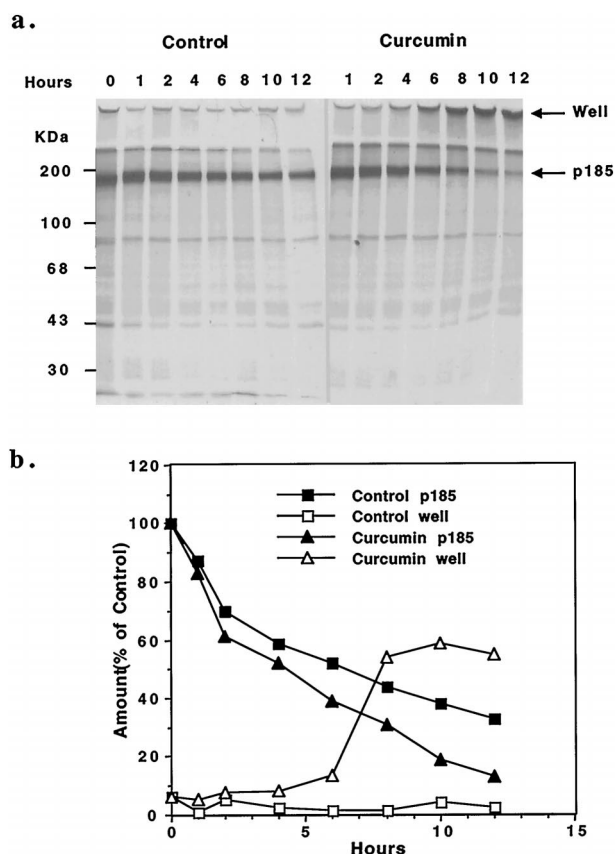 a.
Control Curcumin
Hours 0 1 2 4 6 8 10 12 1 2 4 6 8 10 12
Well
KDa
200
p185
100
68
43
30
b.
120
100
80
60
40
20
0
Amount(% of Control)
Control p185
Control well
Curcumin p185
Curcumin well
0 5 10 15
Hours